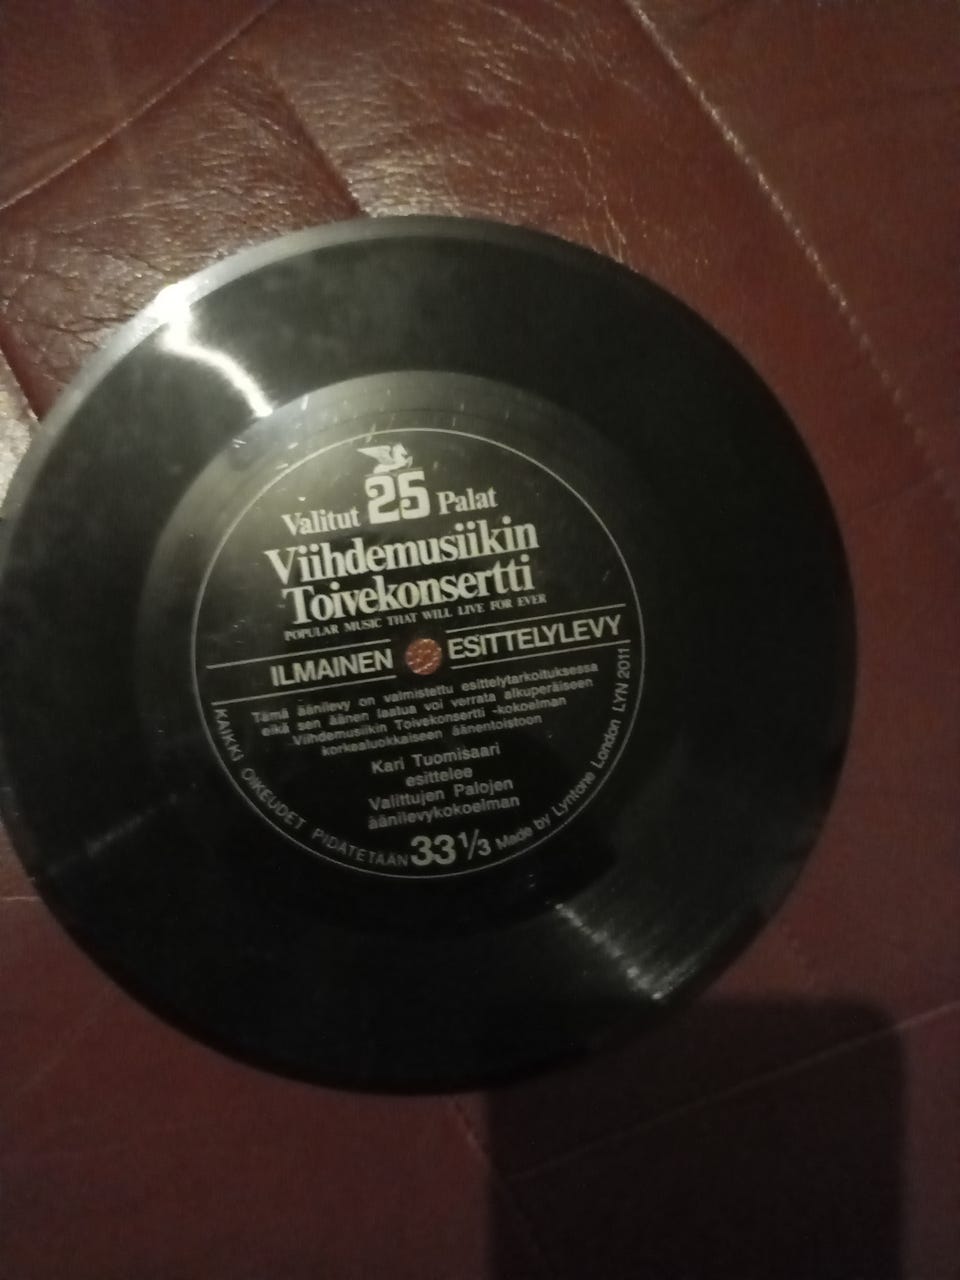 Valitut 25 Palat
Viihdemusiikin
Toivekonsertti
POPULAR MUSIC THAT WILL LIVE FOR EVER
ILMAINEN ESITTELYLEVY
Tämä äänilevy on valmistettu esittelytarkoituksessa
eikä sen äänen laatua voi verrata alkuperäiseen
Viihdemusiikin Toivekonsertti -kokoelman
korkealuokkaiseen äänentoistoon
Kari Tuomisaari
esittelee
Valittujen Palojen
äänilevykokoelman
KAIKKI OIKEUDET PIDÄTETÄÄN 33 1/3 Made by Lyntone London LYN 2011